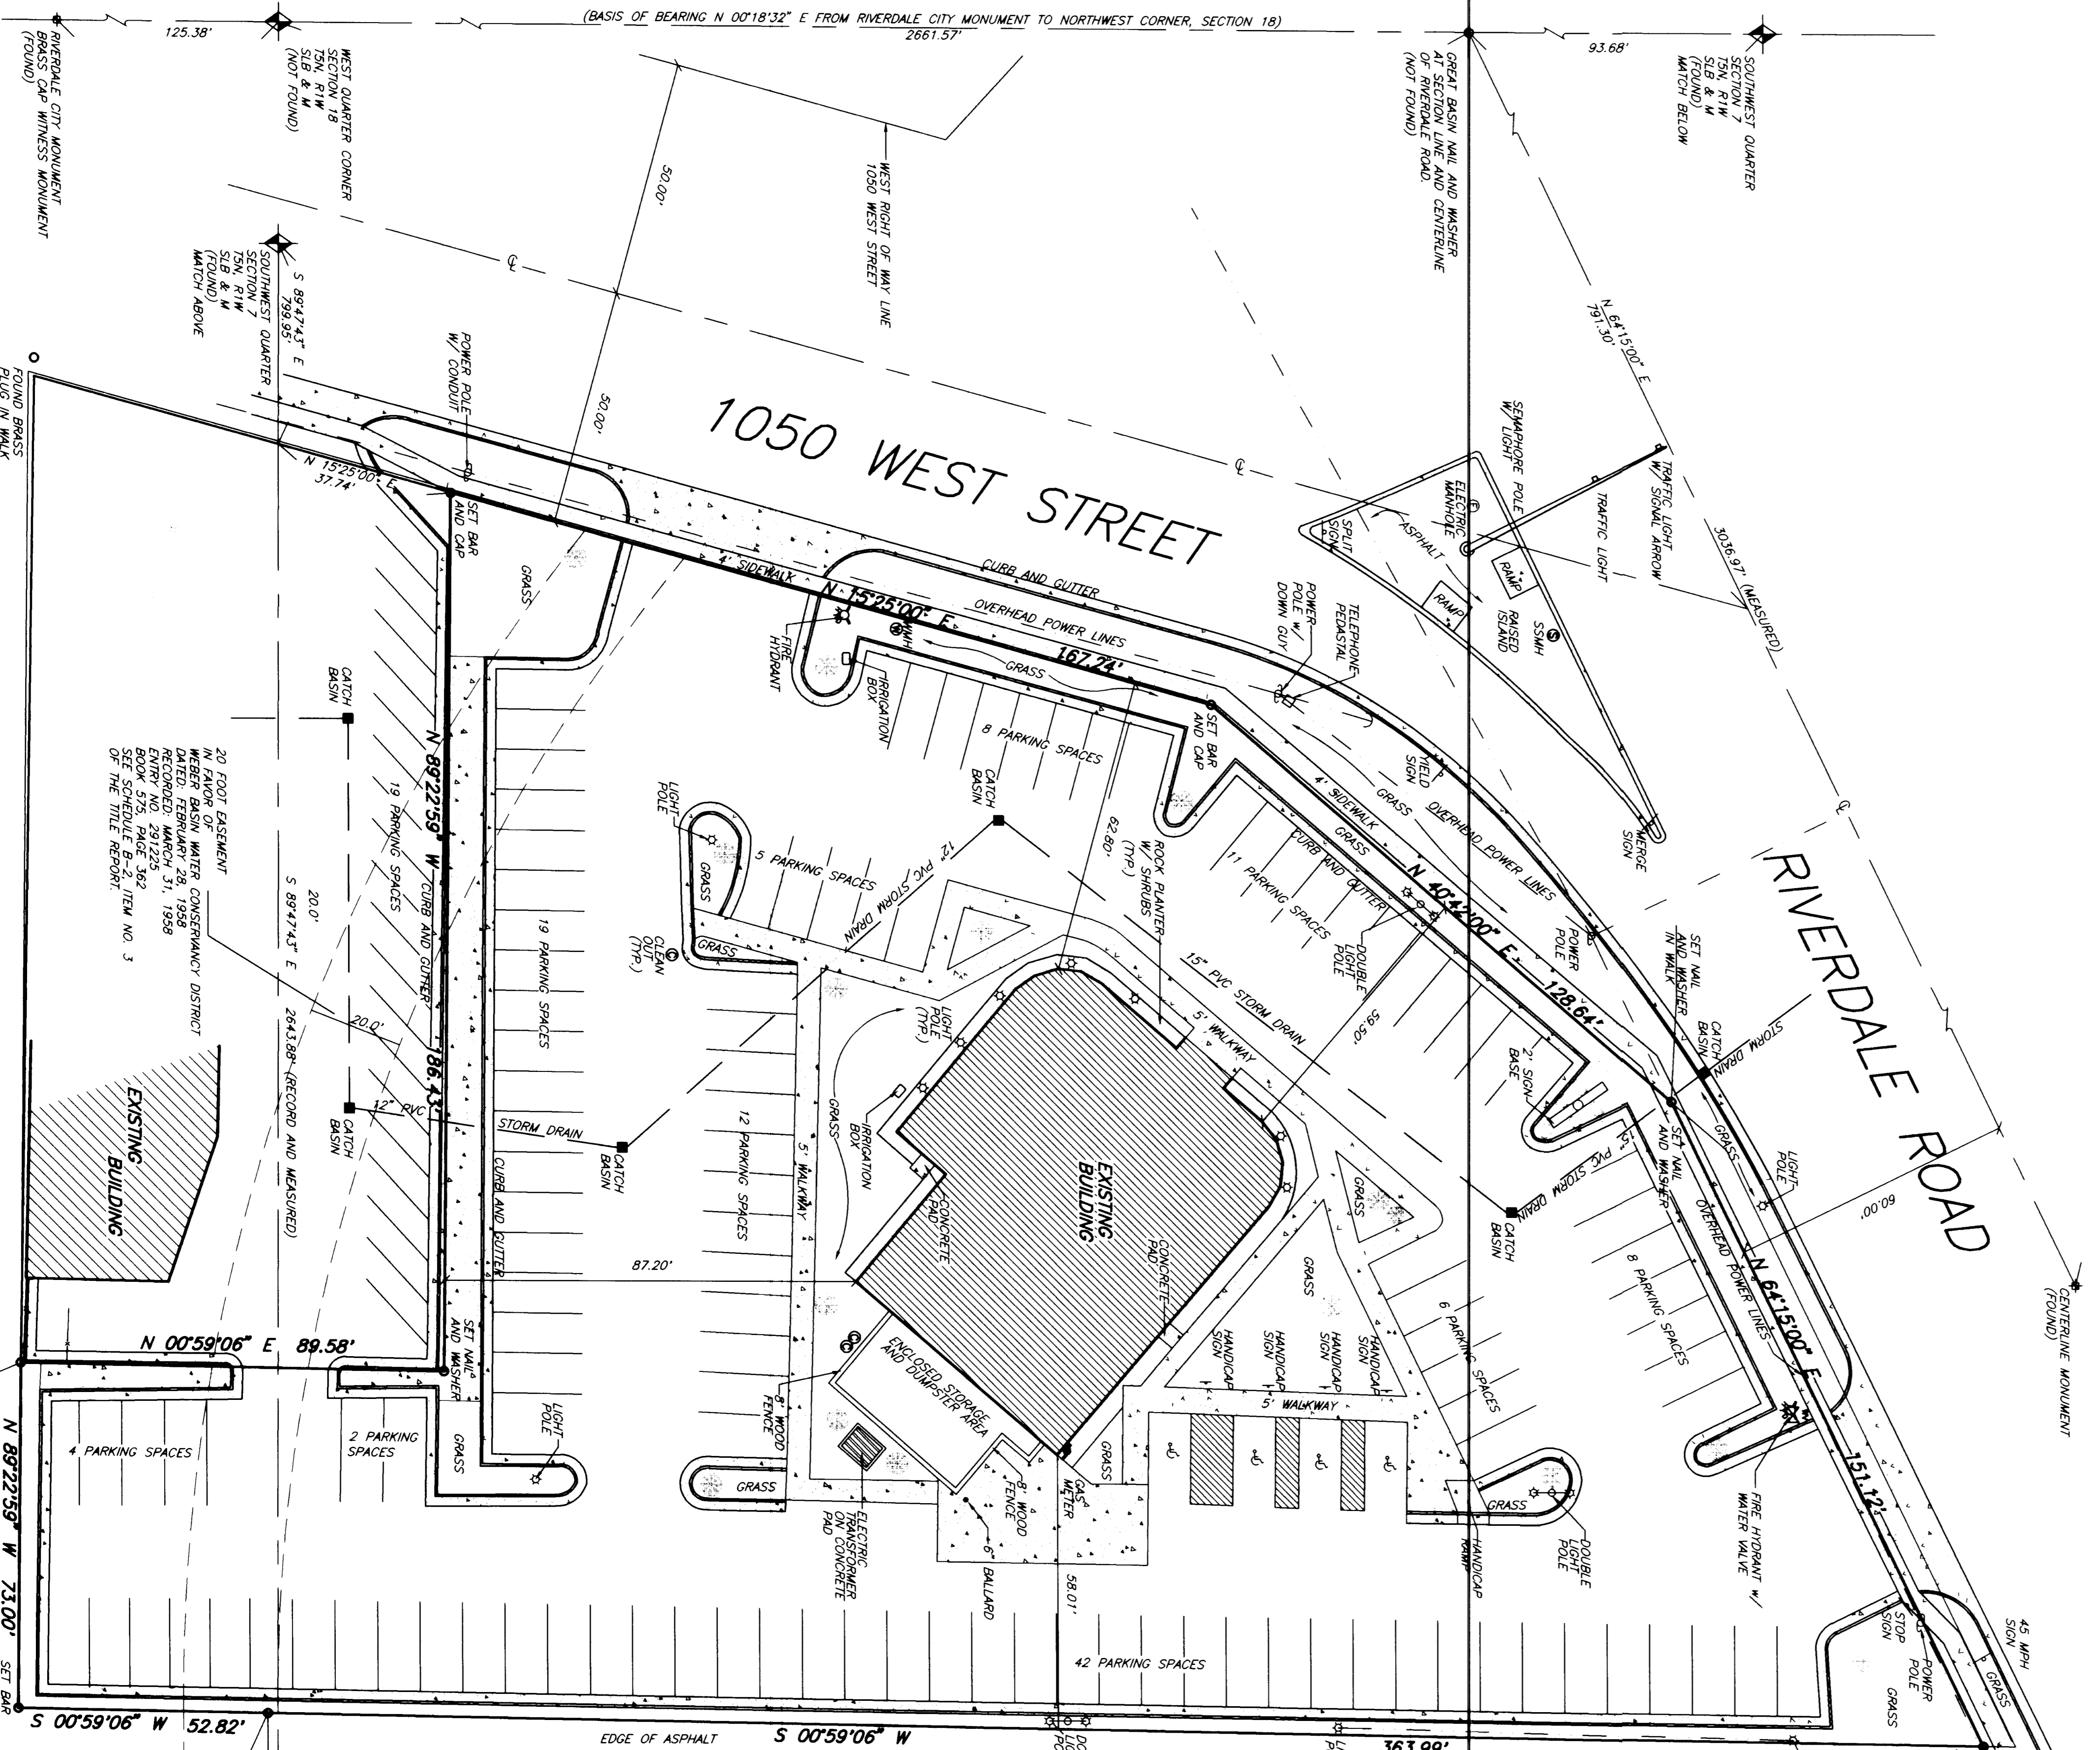 (BASIS OF BEARING N 00°18'32" E FROM RIVERDALE CITY MONUMENT TO NORTHWEST CORNER, SECTION 18)
125.38'
2661.57'
93.68'
RIVERDALE CITY MONUMENT
BRASS CAP WITNESS MONUMENT
(FOUND)
WEST QUARTER CORNER
SECTION 18
T5N, R1W
SLB & M
(NOT FOUND)
GREAT BASIN NAIL AND WASHER
AT SECTION LINE AND CENTERLINE
OF RIVERDALE ROAD.
(NOT FOUND)
SOUTHWEST QUARTER
SECTION 7
T5N, R1W
SLB & M
(FOUND)
MATCH BELOW
50.00'
WEST RIGHT OF WAY LINE
1050 WEST STREET
S 89°47'43" E
799.95'
SOUTHWEST QUARTER
SECTION 7
T5N, R1W
SLB & M
(FOUND)
MATCH ABOVE
N 64°15'00" E
791.30'
3036.97' (MEASURED)
50.00'
1050 WEST STREET
POWER POLE
W/ CONDUIT
FOUND BRASS
PLUG IN WALK
N 15°25'00" E
37.74'
SET BAR
AND CAP
GRASS
4' SIDEWALK
SEMAPHORE POLE
W/ LIGHT
ELECTRIC
MANHOLE
SPLIT
SIGN
ASPHALT
TRAFFIC LIGHT
W/ SIGNAL ARROW
TRAFFIC LIGHT
RAMP
RAMP
SSMH
RAISED
ISLAND
MERGE
SIGN
CURB AND GUTTER
OVERHEAD POWER LINES
N 15°25'00" E
167.24'
GRASS
WMH
FIRE
HYDRANT
IRRIGATION
BOX
POWER
POLE W/
DOWN GUY
TELEPHONE
PEDASTAL
SET BAR
AND CAP
YIELD
SIGN
4' SIDEWALK
GRASS
GRASS
OVERHEAD POWER LINES
8 PARKING SPACES
CATCH
BASIN
62.80'
ROCK PLANTER
W/ SHRUBS
(TYP.)
11 PARKING SPACES
CURB AND GUTTER
N 40°42'00" E
128.64'
DOUBLE
LIGHT
POLE
POWER
POLE
SET NAIL
AND WASHER
IN WALK
CATCH
BASIN
STORM DRAIN
RIVERDALE ROAD
CATCH
BASIN
20 FOOT EASEMENT
IN FAVOR OF
WEBER BASIN WATER CONSERVANCY DISTRICT
DATED: FEBRUARY 28, 1958
RECORDED: MARCH 31, 1958
ENTRY NO. 291225
BOOK 575, PAGE 362
SEE SCHEDULE B-2, ITEM NO. 3
OF THE TITLE REPORT.
19 PARKING SPACES
N 89°22'59" W
186.43'
CURB AND GUTTER
20.0'
S 89°47'43" E
2643.88' (RECORD AND MEASURED)
20.0'
19 PARKING SPACES
LIGHT
POLE
GRASS
5 PARKING SPACES
12" PVC STORM DRAIN
GRASS
CLEAN
OUT
(TYP.)
15" PVC STORM DRAIN
5' WALKWAY
59.50'
LIGHT
POLE
(TYP.)
2' SIGN
BASE
SET NAIL
AND WASHER
GRASS
LIGHT
POLE
60.00'
CENTERLINE MONUMENT
(FOUND)
EXISTING
BUILDING
CATCH
BASIN
12" PVC
STORM DRAIN
CATCH
BASIN
CURB AND GUTTER
12 PARKING SPACES
5' WALKWAY
GRASS
IRRIGATION
BOX
CONCRETE
PAD
EXISTING
BUILDING
CONCRETE
PAD
GRASS
15" PVC STORM DRAIN
CATCH
BASIN
OVERHEAD POWER LINES
N 64°15'00" E
151.12'
8 PARKING SPACES
6 PARKING SPACES
GRASS
87.20'
HANDICAP
SIGN
HANDICAP
SIGN
HANDICAP
SIGN
HANDICAP
SIGN
5' WALKWAY
ENCLOSED STORAGE
AND DUMPSTER AREA
8' WOOD
FENCE
N 00°59'06" E 89.58'
SET NAIL
AND WASHER
4 PARKING SPACES
2 PARKING
SPACES
GRASS
LIGHT
POLE
GRASS
ELECTRIC
TRANSFORMER
ON CONCRETE
PAD
6" BALLARD
8' WOOD
FENCE
GAS
METER
GRASS
58.01'
GRASS
HANDICAP
RAMP
DOUBLE
LIGHT
POLE
FIRE HYDRANT W/
WATER VALVE
STOP
SIGN
POWER
POLE
45 MPH
SIGN
GRASS
GRASS
N 89°22'59" W 73.00'
SET BAR
42 PARKING SPACES
S 00°59'06" W 52.82'
EDGE OF ASPHALT
S 00°59'06" W
363.99'